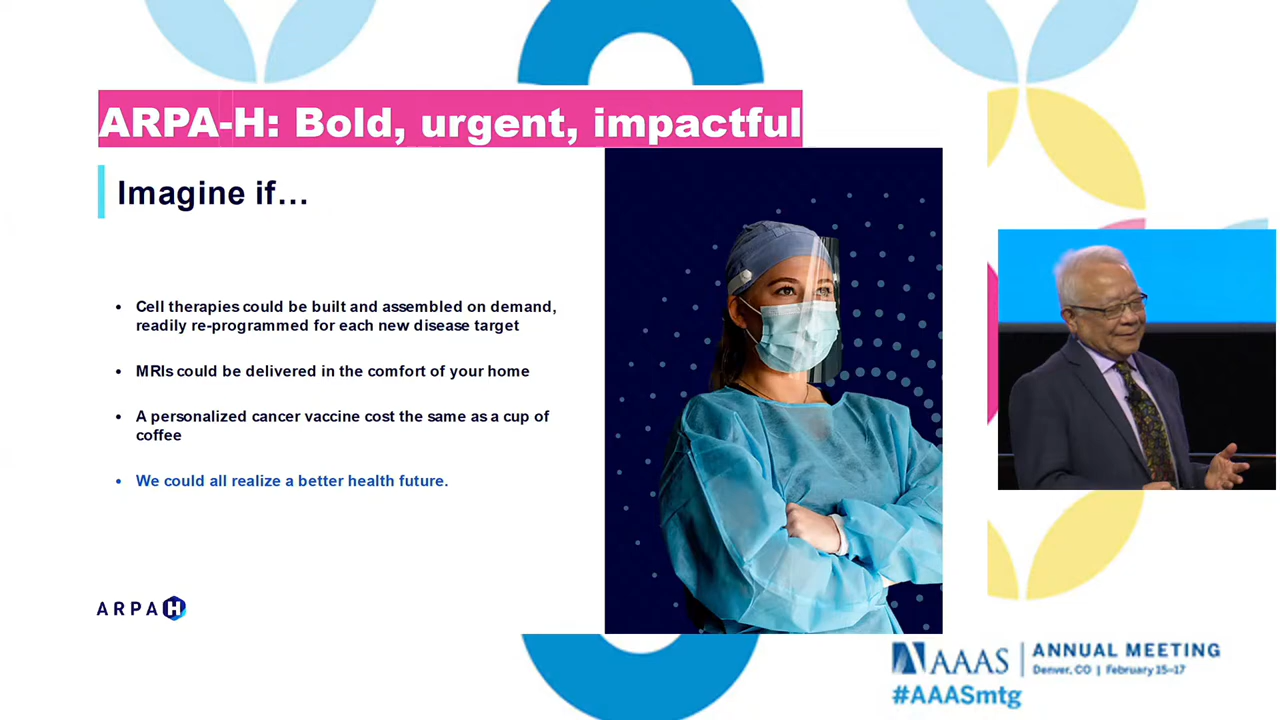 ARPA-H: Bold, urgent, impactful
Imagine if…
• Cell therapies could be built and assembled on demand,
readily re-programmed for each new disease target
• MRIs could be delivered in the comfort of your home
• A personalized cancer vaccine cost the same as a cup of
coffee
• We could all realize a better health future.
ARPA H
AAAS
ANNUAL MEETING
Denver, CO | February 15–17
#AAASmtg